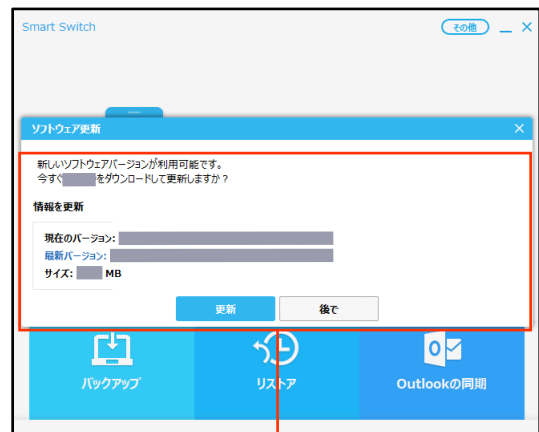 Smart Switch
その他
ソフトウェア更新
新しいソフトウェアバージョンが利用可能です。
今すぐ をダウンロードして更新しますか？
情報を更新
現在のバージョン:
最新バージョン:
サイズ: MB
更新 後で
バックアップ リストア Outlookの同期